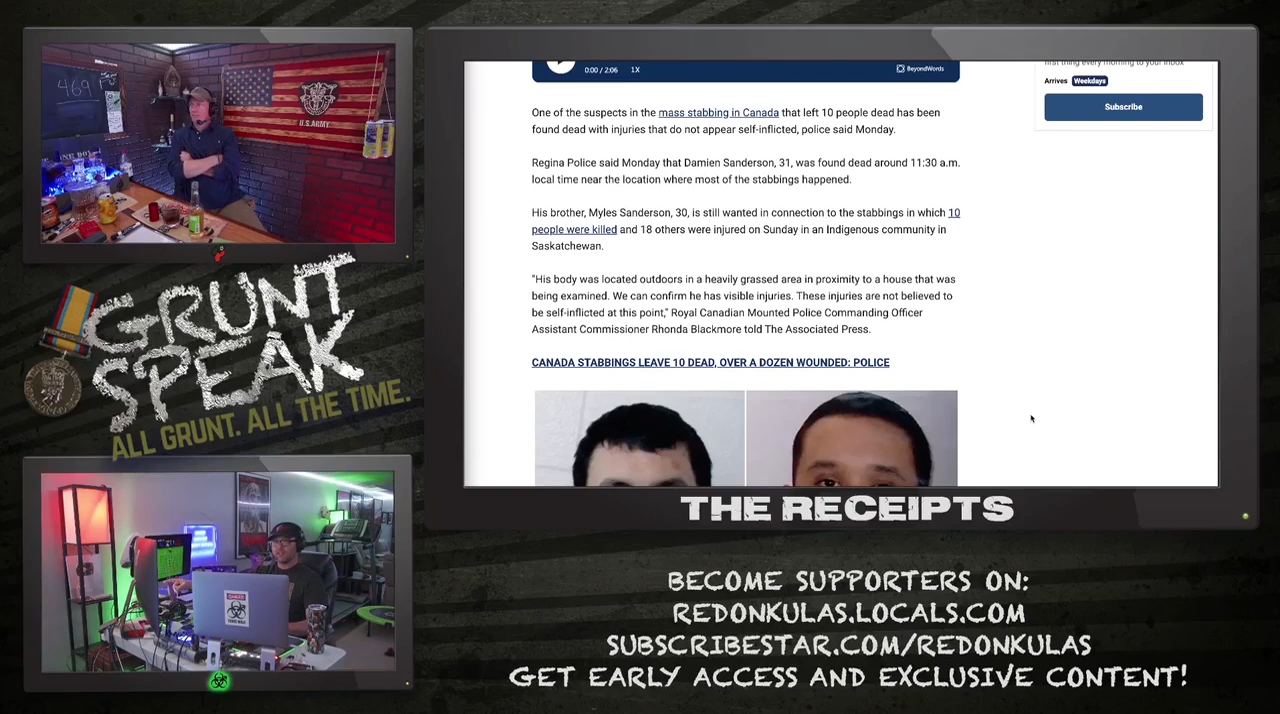 469
U.S. ARMY
GRUNT
SPEAK
ALL GRUNT. ALL THE TIME.
0:00 / 2:06 1X BeyondWords
One of the suspects in the mass stabbing in Canada that left 10 people dead has been
found dead with injuries that do not appear self-inflicted, police said Monday.
Regina Police said Monday that Damien Sanderson, 31, was found dead around 11:30 a.m.
local time near the location where most of the stabbings happened.
His brother, Myles Sanderson, 30, is still wanted in connection to the stabbings in which 10
people were killed and 18 others were injured on Sunday in an Indigenous community in
Saskatchewan.
"His body was located outdoors in a heavily grassed area in proximity to a house that was
being examined. We can confirm he has visible injuries. These injuries are not believed to
be self-inflicted at this point," Royal Canadian Mounted Police Commanding Officer
Assistant Commissioner Rhonda Blackmore told The Associated Press.
CANADA STABBINGS LEAVE 10 DEAD, OVER A DOZEN WOUNDED: POLICE
first thing every morning to your inbox
Arrives Weekdays
Subscribe
THE RECEIPTS
BECOME SUPPORTERS ON:
REDONKULAS.LOCALS.COM
SUBSCRIBESTAR.COM/REDONKULAS
GET EARLY ACCESS AND EXCLUSIVE CONTENT!